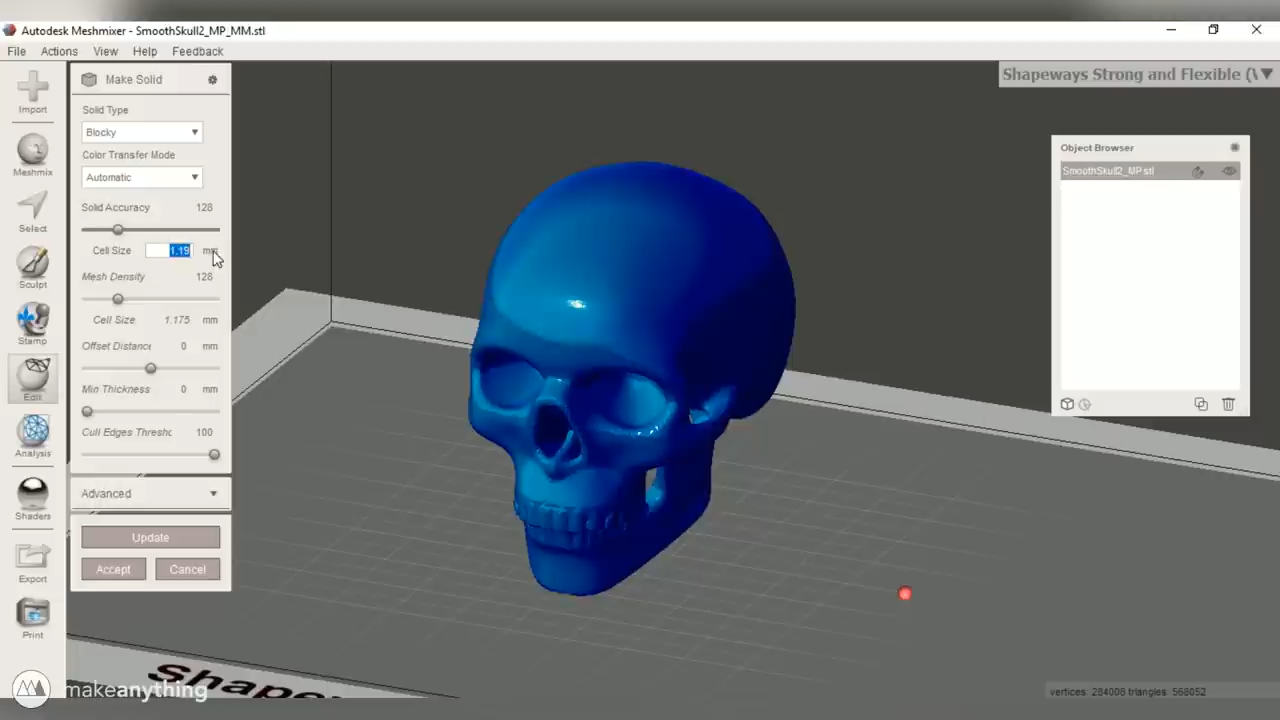 Autodesk Meshmixer - SmoothSkull2_MP_MM.stl
File Actions View Help Feedback
Shapeways Strong and Flexible (
Import
Meshmix
Select
Sculpt
Stamp
Edit
Analysis
Shaders
Export
Print
Make Solid
Solid Type
Blocky
Color Transfer Mode
Automatic
Solid Accuracy 128
Cell Size 1.19 mm
Mesh Density 128
Cell Size 1.175 mm
Offset Distance 0 mm
Min Thickness 0 mm
Cull Edges Thresho 100
Advanced
Update
Accept Cancel
Object Browser
SmoothSkull2_MP.stl
Shape
makeanything
vertices: 284008 triangles: 568052